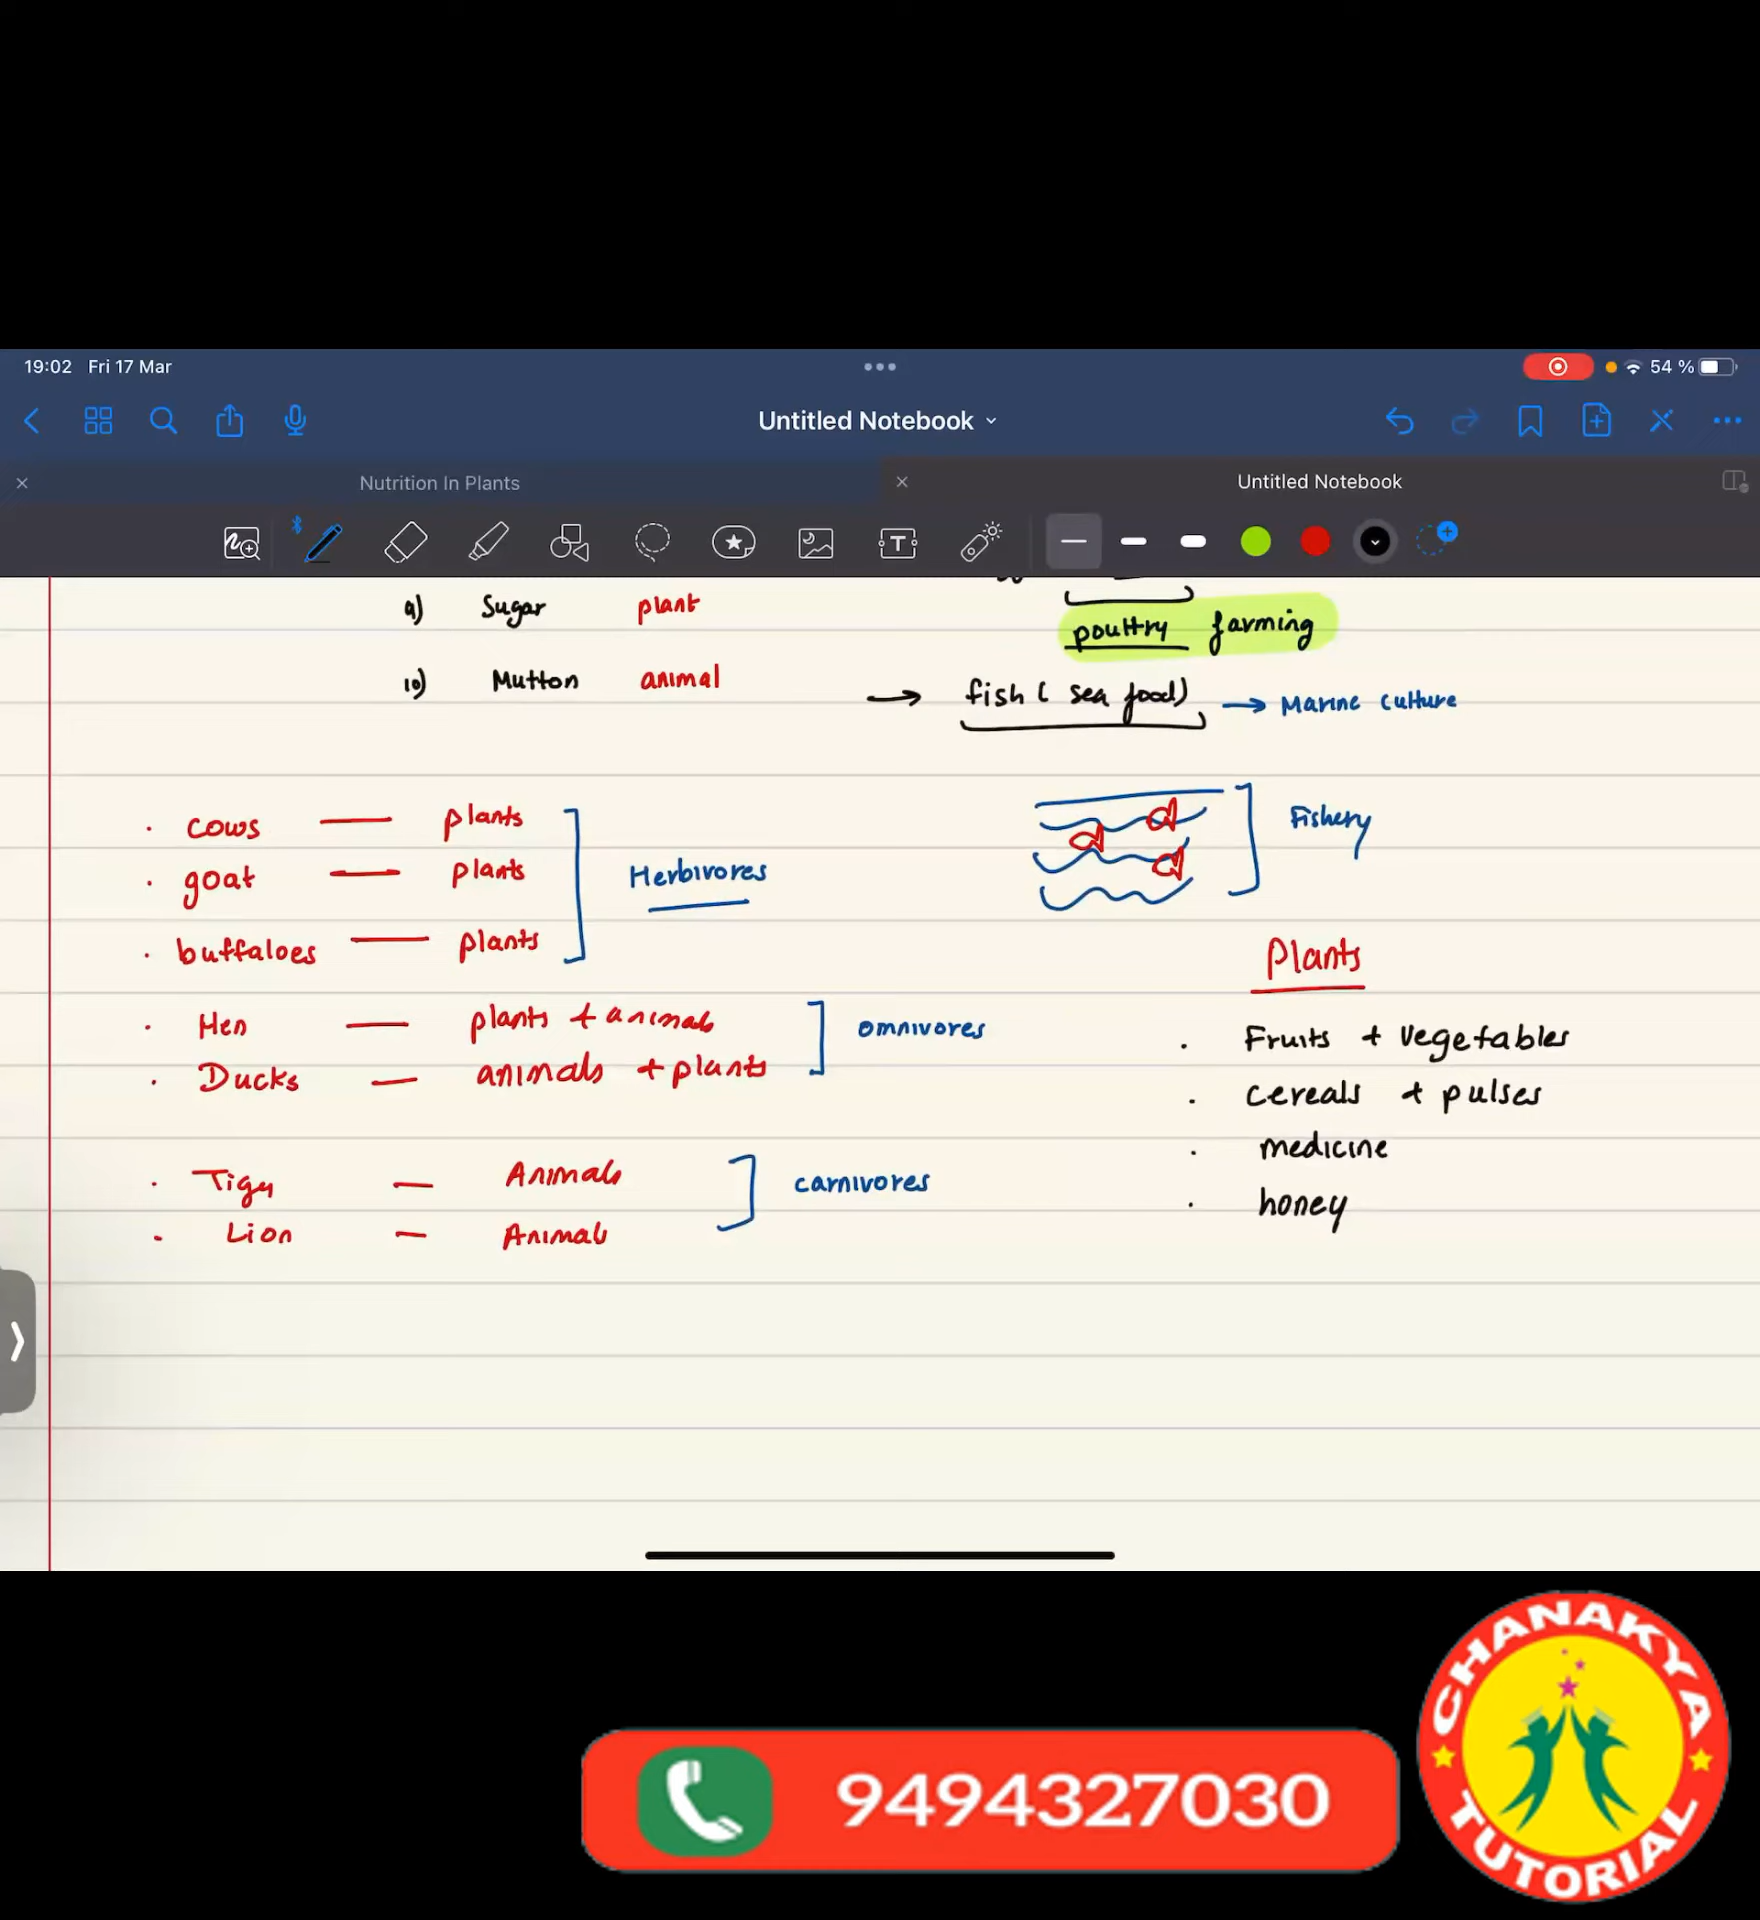 19:02 Fri 17 Mar
54 %
Untitled Notebook
Nutrition In Plants
Untitled Notebook
9) Sugar plant
poultry farming
10) Mutton animal
→ fish ( sea food) → Marine culture
· cows — plants
· goat — plants
Herbivores
· buffaloes — plants
Fishery
· Hen — plants + animals
· Ducks — animals + plants
omnivores
· Tiger — Animals
· Lion — Animals
carnivores
Plants
· Fruits + vegetables
· cereals + pulses
· medicine
· honey
9494327030
CHANAKYA
TUTORIAL